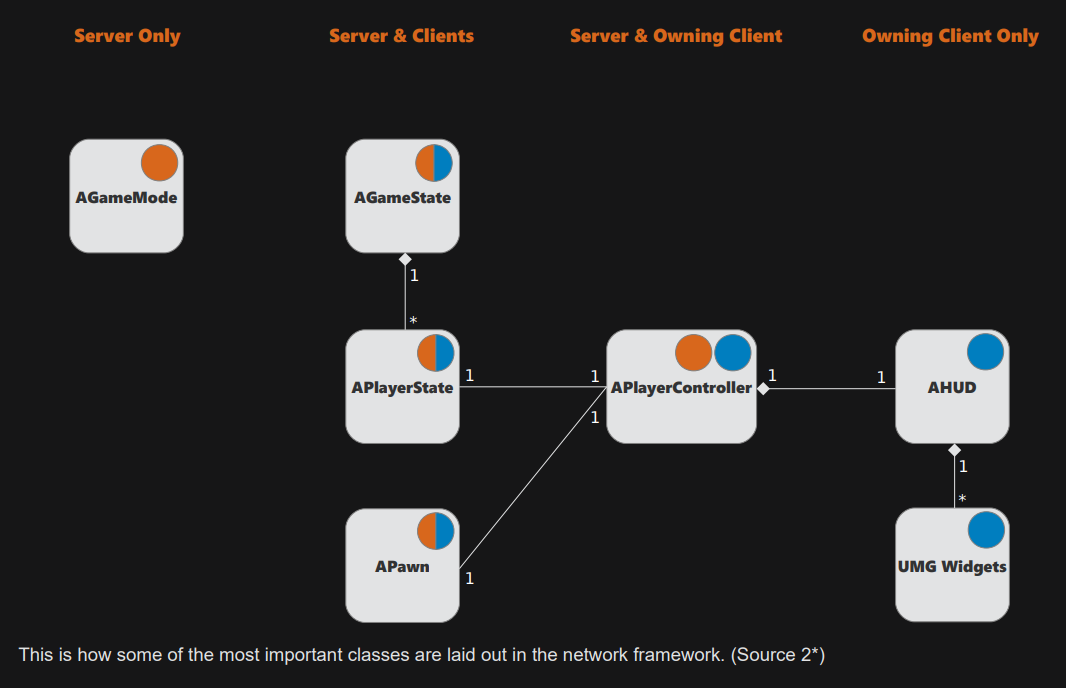 Server Only
Server & Clients
Server & Owning Client
Owning Client Only
AGameMode
AGameState
1
*
APlayerState
1
1
APlayerController
1
1
AHUD
1
1
*
APawn
1
UMG Widgets
This is how some of the most important classes are laid out in the network framework. (Source 2*)